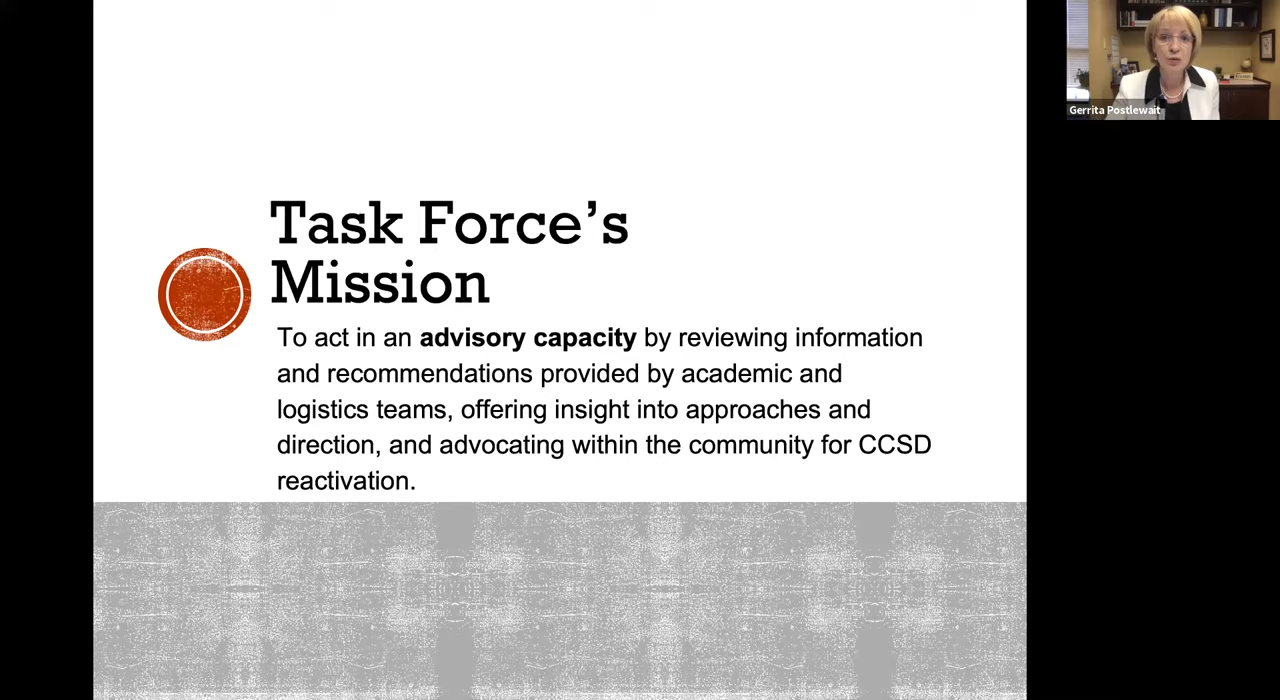 Task Force’s
Mission
To act in an advisory capacity by reviewing information
and recommendations provided by academic and
logistics teams, offering insight into approaches and
direction, and advocating within the community for CCSD
reactivation.
Gerrita Postlewait